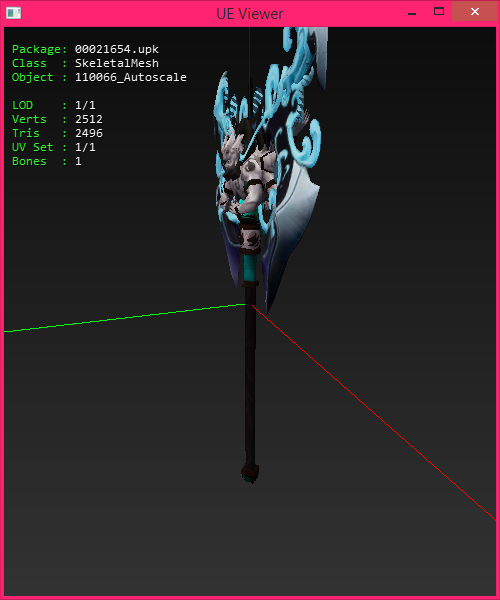 UE Viewer
Package: 00021654.upk
Class : SkeletalMesh
Object : 110066_Autoscale
LOD : 1/1
Verts : 2512
Tris : 2496
UV Set : 1/1
Bones : 1